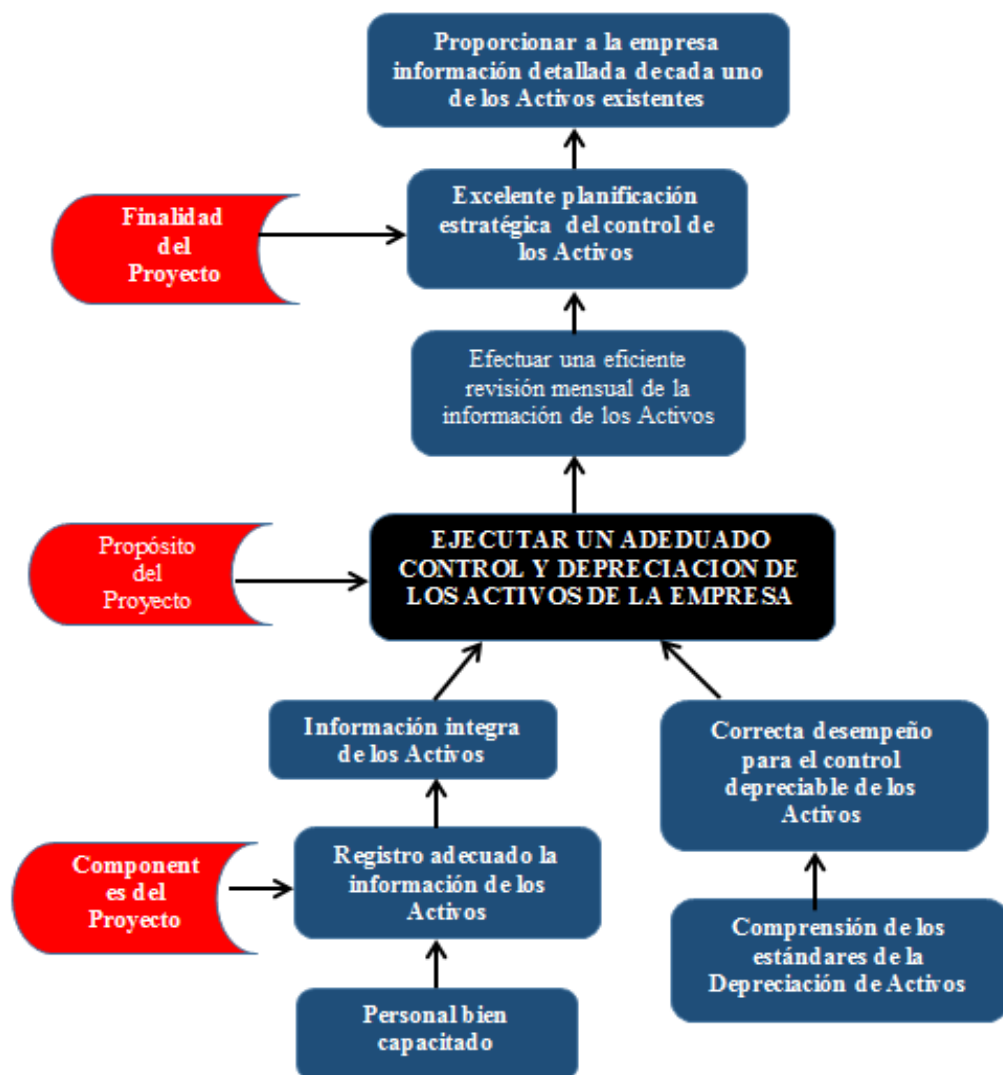 Proporcionar a la empresa
información detallada decada uno
de los Activos existentes
Finalidad
del
Proyecto
Excelente planificación
estratégica del control de
los Activos
Efectuar una eficiente
revisión mensual de la
información de los Activos
Propósito
del
Proyecto
EJECUTAR UN ADEDUADO
CONTROL Y DEPRECIACION DE
LOS ACTIVOS DE LA EMPRESA
Información integra
de los Activos
Correcta desempeño
para el control
depreciable de los
Activos
Component
es del
Proyecto
Registro adecuado la
información de los
Activos
Comprensión de los
estándares de la
Depreciación de Activos
Personal bien
capacitado